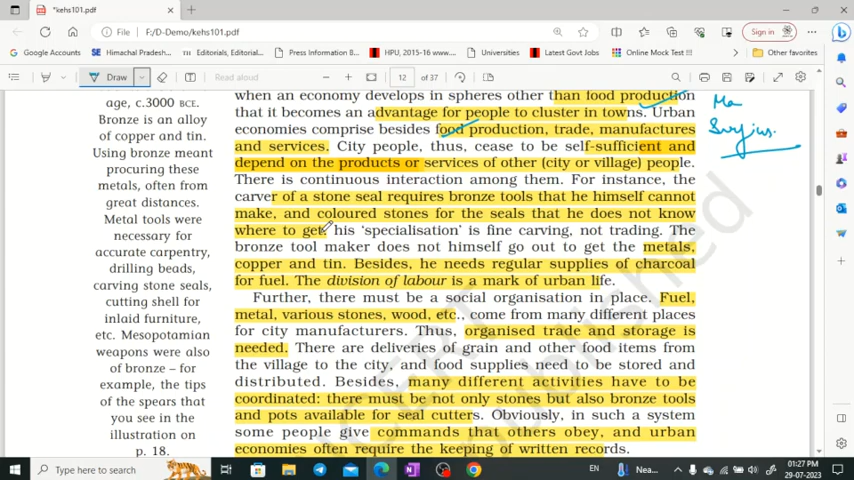 *kehs101.pdf
File
F:/D-Demo/kehs101.pdf
Sign in
Google Accounts
Himachal Pradesh...
Editorials, Editorial...
Press Information B...
HPU, 2015-16 www....
Universities
Latest Govt Jobs
Online Mock Test !!!
Other favorites
Draw
Read aloud
12 of 37
age, c.3000 BCE.
Bronze is an alloy
of copper and tin.
Using bronze meant
procuring these
metals, often from
great distances.
Metal tools were
necessary for
accurate carpentry,
drilling beads,
carving stone seals,
cutting shell for
inlaid furniture,
etc. Mesopotamian
weapons were also
of bronze – for
example, the tips
of the spears that
you see in the
illustration on
p. 18.
when an economy develops in spheres other than food production
that it becomes an advantage for people to cluster in towns. Urban
economies comprise besides food production, trade, manufactures
and services. City people, thus, cease to be self-sufficient and
depend on the products or services of other (city or village) people.
There is continuous interaction among them. For instance, the
carver of a stone seal requires bronze tools that he himself cannot
make, and coloured stones for the seals that he does not know
where to get: his ‘specialisation’ is fine carving, not trading. The
bronze tool maker does not himself go out to get the metals,
copper and tin. Besides, he needs regular supplies of charcoal
for fuel. The division of labour is a mark of urban life.
Further, there must be a social organisation in place. Fuel,
metal, various stones, wood, etc., come from many different places
for city manufacturers. Thus, organised trade and storage is
needed. There are deliveries of grain and other food items from
the village to the city, and food supplies need to be stored and
distributed. Besides, many different activities have to be
coordinated: there must be not only stones but also bronze tools
and pots available for seal cutters. Obviously, in such a system
some people give commands that others obey, and urban
economies often require the keeping of written records.
Type here to search
EN
Nea...
01:27 PM
29-07-2023